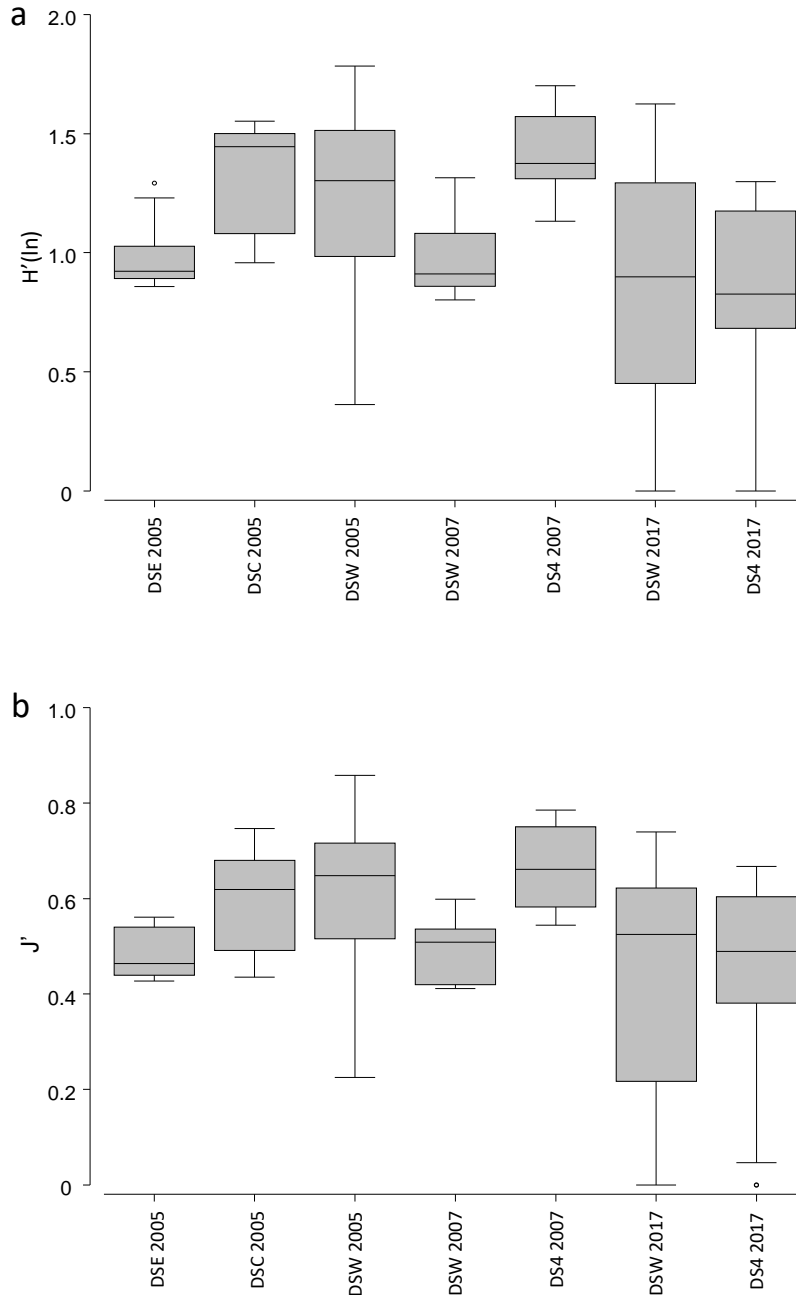 a
2.0
1.5
1.0
0.5
0
H'(ln)
DSE 2005
DSC 2005
DSW 2005
DSW 2007
DS4 2007
DSW 2017
DS4 2017
b
1.0
0.8
0.6
0.4
0.2
0
J'
DSE 2005
DSC 2005
DSW 2005
DSW 2007
DS4 2007
DSW 2017
DS4 2017